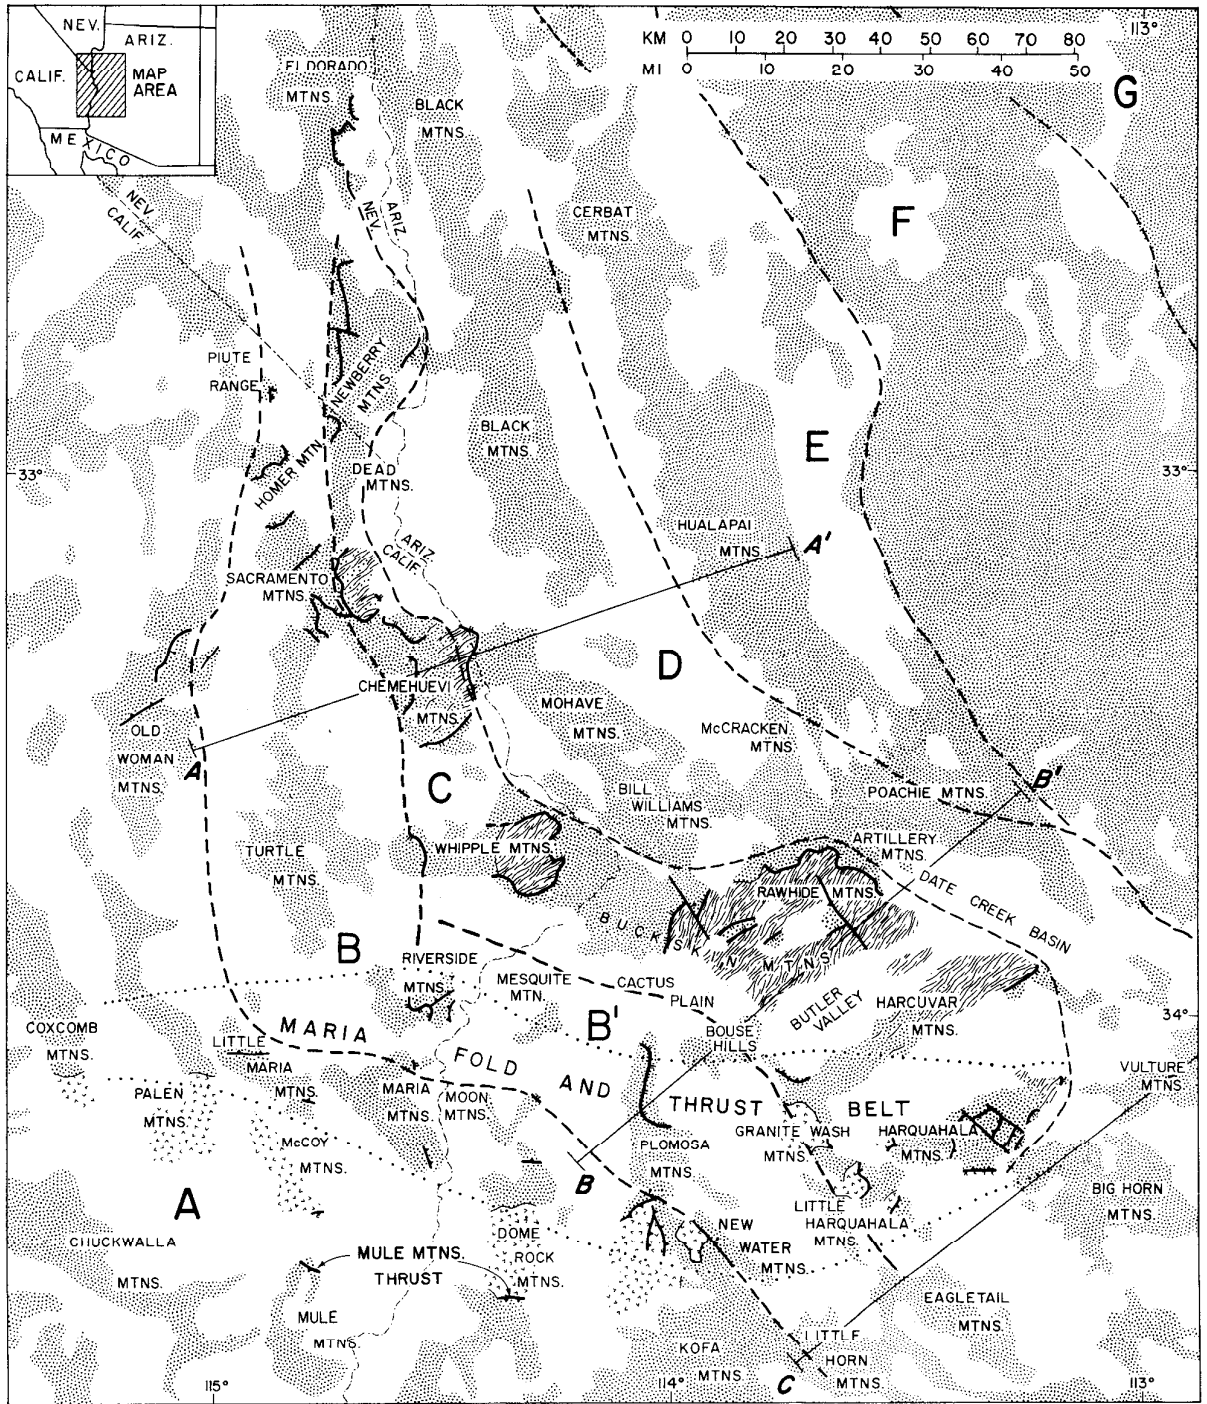 NEV.
ARIZ.
CALIF.
MAP
AREA
MEXICO
KM 0 10 20 30 40 50 60 70 80
MI 0 10 20 30 40 50
113°
G
ELDORADO
MTNS.
BLACK
MTNS.
NEV.
CALIF.
ARIZ.
NEV.
CERBAT
MTNS.
F
PIUTE
RANGE
NEWBERRY
MTNS.
BLACK
MTNS.
E
33°
33°
HOMER MTN.
DEAD
MTNS.
HUALAPAI
MTNS.
A'
ARIZ.
CALIF.
SACRAMENTO
MTNS.
D
CHEMEHUEVI
MTNS.
MOHAVE
MTNS.
McCRACKEN
MTNS.
OLD
WOMAN
MTNS.
A
C
B'
POACHIE MTNS.
BILL
WILLIAMS
MTNS.
TURTLE
MTNS.
WHIPPLE MTNS.
ARTILLERY
MTNS.
RAWHIDE MTNS.
DATE CREEK BASIN
BUCKSKIN MTNS.
B
RIVERSIDE
MTNS.
MESQUITE
MTN.
CACTUS
PLAIN
BUTLER
VALLEY
HARCUVAR
MTNS.
34°
COXCOMB
MTNS.
LITTLE
MARIA
MTNS.
B'
BOUSE
HILLS
MARIA
FOLD AND
THRUST BELT
VULTURE
MTNS.
PALEN
MTNS.
MARIA
MTNS.
MOON
MTNS.
GRANITE WASH
MTNS.
HARQUAHALA
MTNS.
McCOY
MTNS.
PLOMOSA
MTNS.
B
A
BIG HORN
MTNS.
LITTLE
HARQUAHALA
MTNS.
CHUCKWALLA
MTNS.
DOME
ROCK
MTNS.
NEW
WATER
MTNS.
MULE MTNS.
THRUST
MULE
MTNS.
EAGLETAIL
MTNS.
KOFA
MTNS.
LITTLE
HORN
MTNS.
C
115°
114°
113°